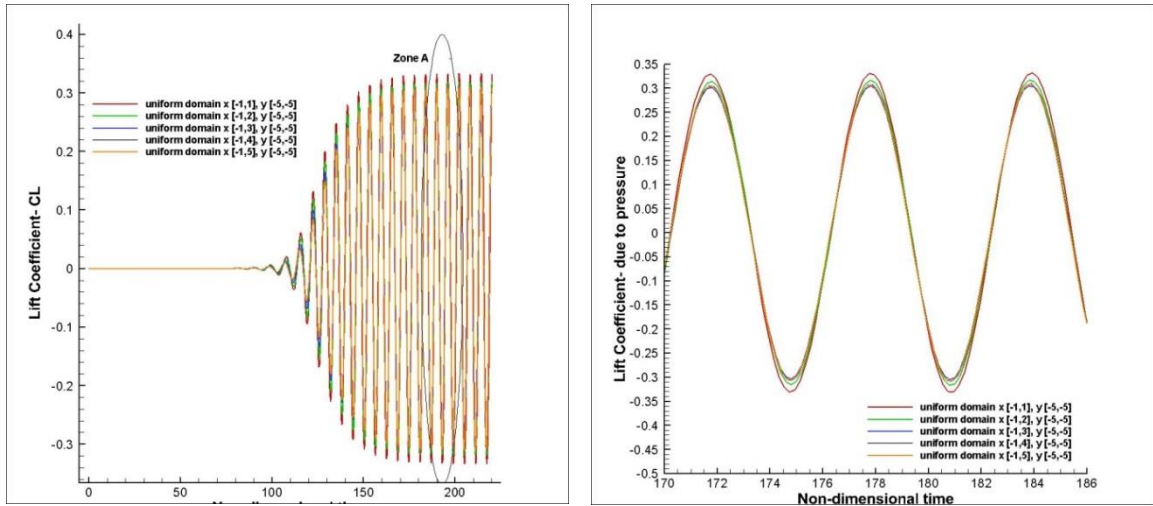 0.4
Zone A
0.3
uniform domain x [-1,1], y [-5,-5]
uniform domain x [-1,2], y [-5,-5]
uniform domain x [-1,3], y [-5,-5]
uniform domain x [-1,4], y [-5,-5]
uniform domain x [-1,5], y [-5,-5]
0.2
0.1
0
-0.1
-0.2
-0.3
Lift Coefficient- CL
0 50 100 150 200
0.35
0.3
0.25
0.2
0.15
0.1
0.05
0
-0.05
-0.1
-0.15
-0.2
-0.25
-0.3
-0.35
-0.4
-0.45
-0.5
Lift Coefficient- due to pressure
uniform domain x [-1,1], y [-5,-5]
uniform domain x [-1,2], y [-5,-5]
uniform domain x [-1,3], y [-5,-5]
uniform domain x [-1,4], y [-5,-5]
uniform domain x [-1,5], y [-5,-5]
170 172 174 176 178 180 182 184 186
Non-dimensional time